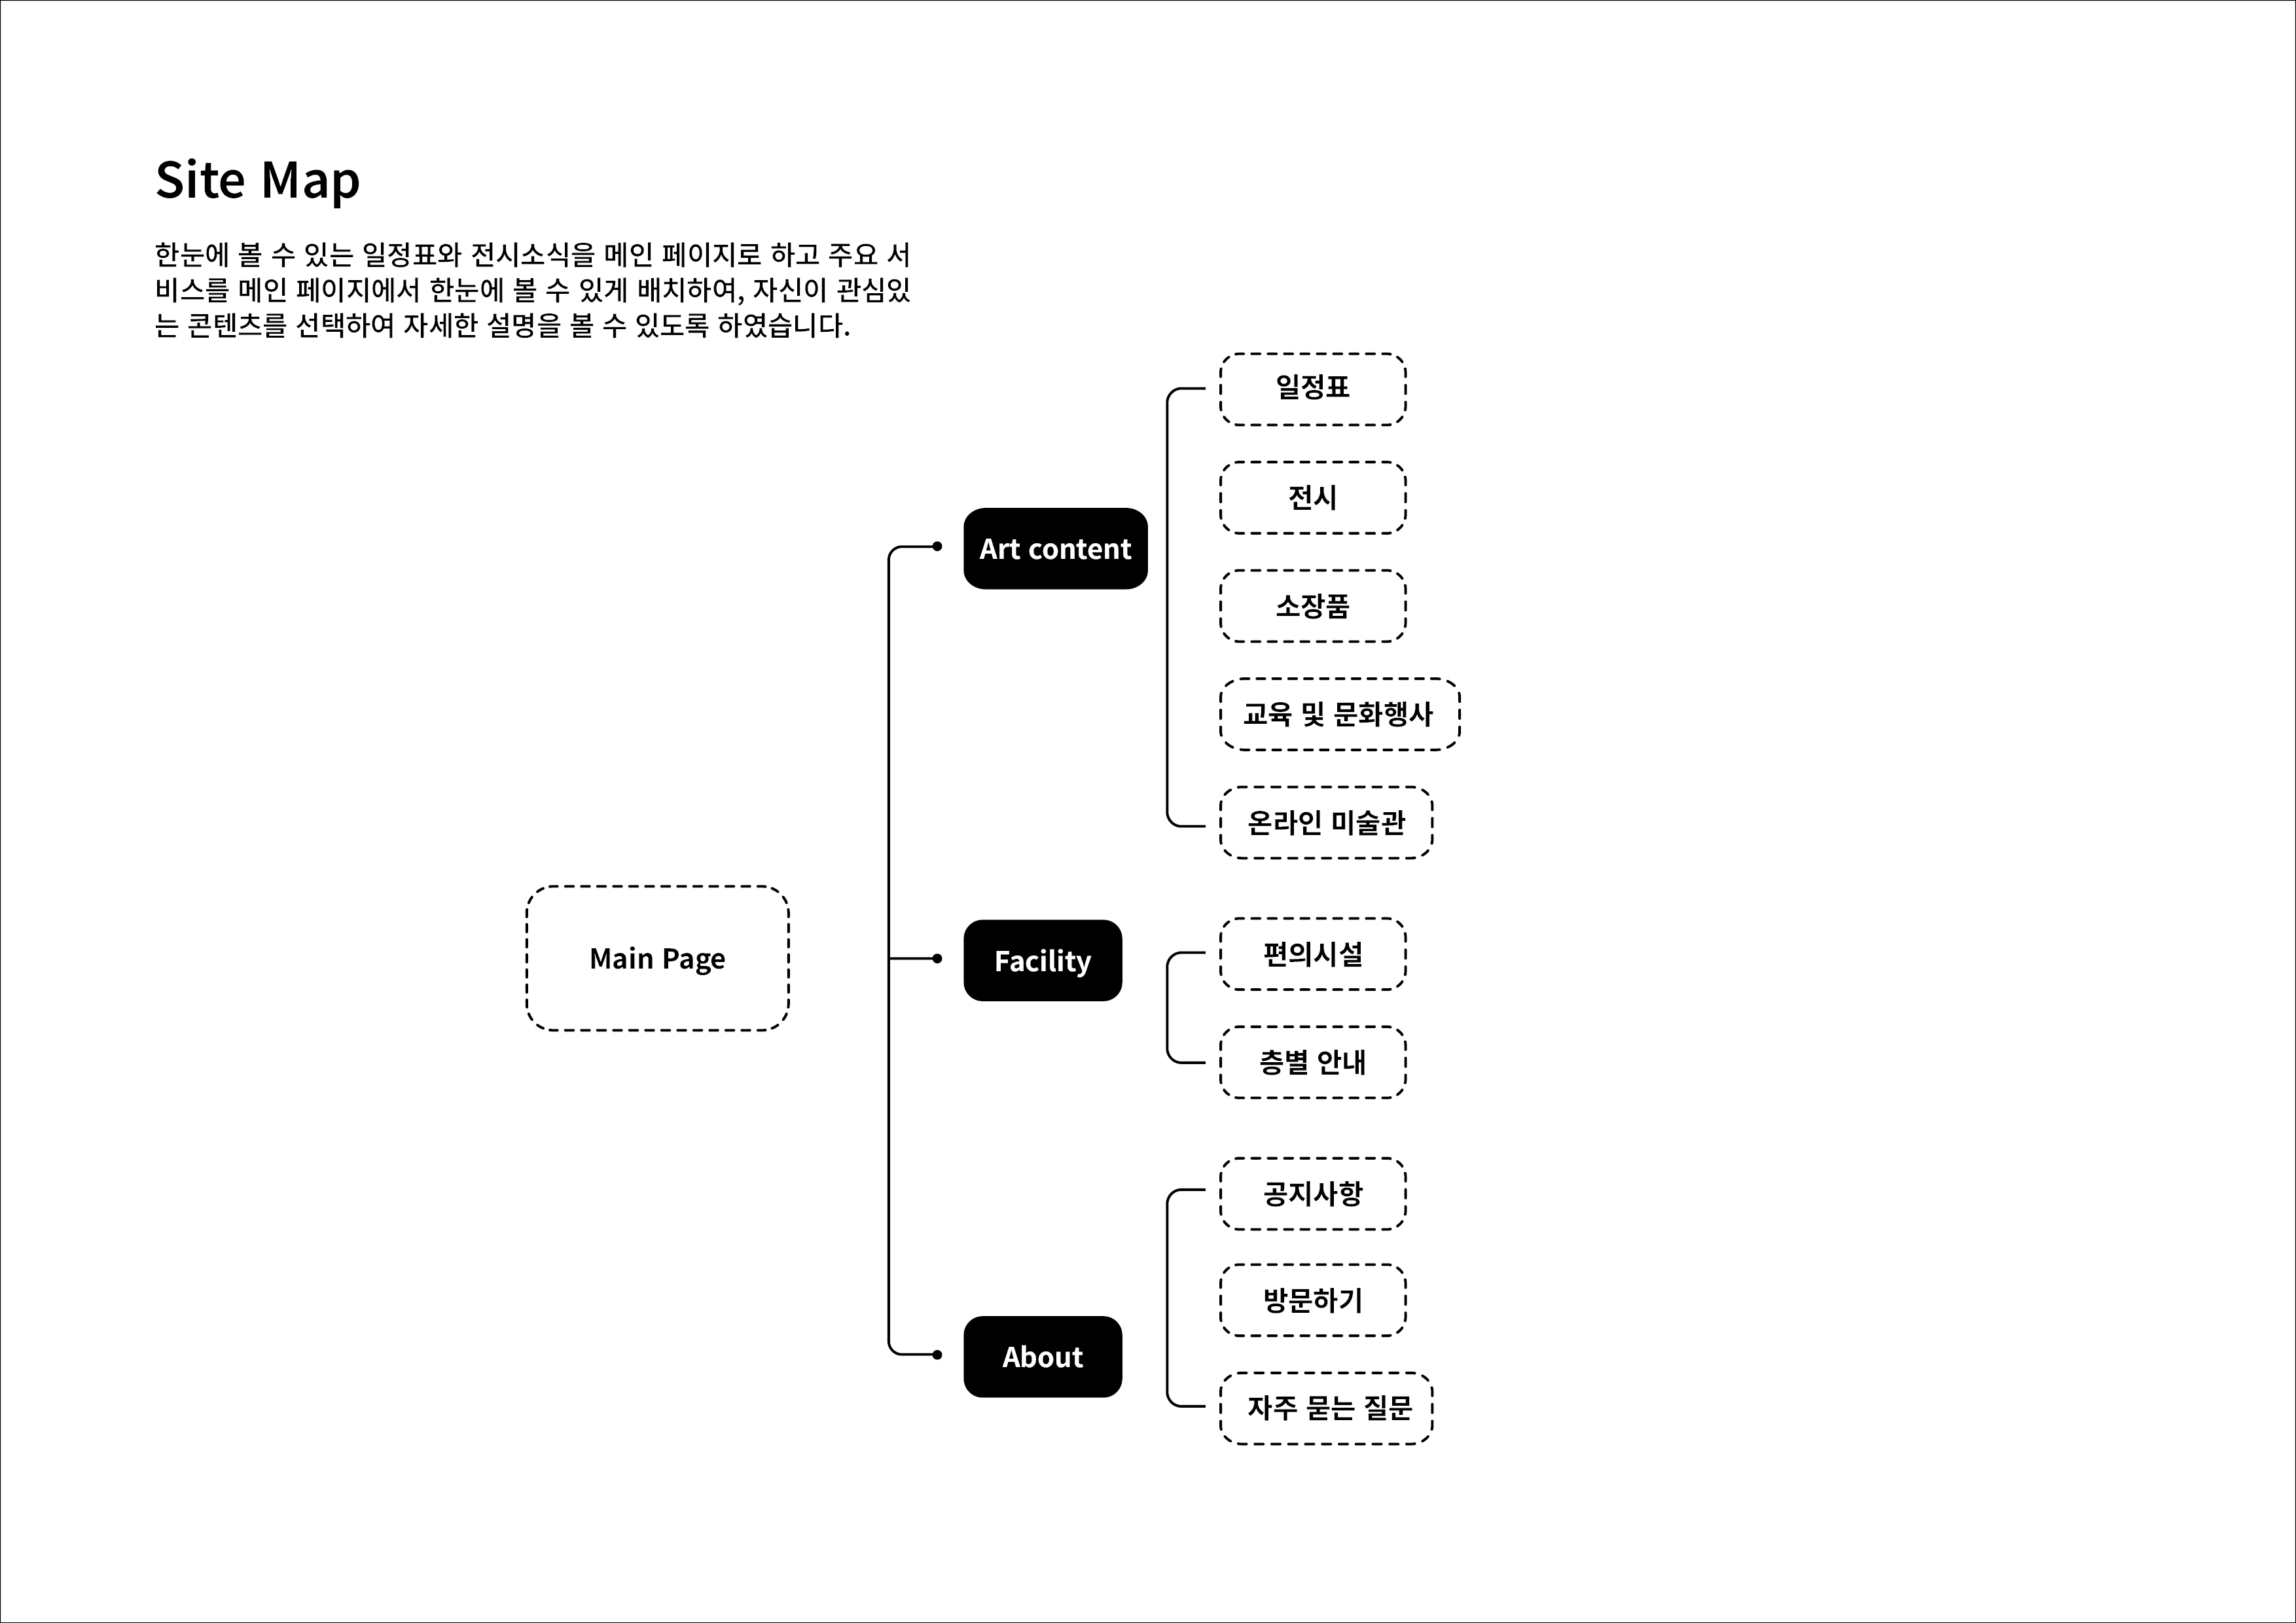 Site Map
한눈에 볼 수 있는 일정표와 전시소식을 메인 페이지로 하고 주요 서
비스를 메인 페이지에서 한눈에 볼 수 있게 배치하여, 자신이 관심있
는 콘텐츠를 선택하여 자세한 설명을 볼 수 있도록 하였습니다.
Main Page
Art content
일정표
전시
소장품
교육 및 문화행사
온라인 미술관
Facility
편의시설
층별 안내
About
공지사항
방문하기
자주 묻는 질문